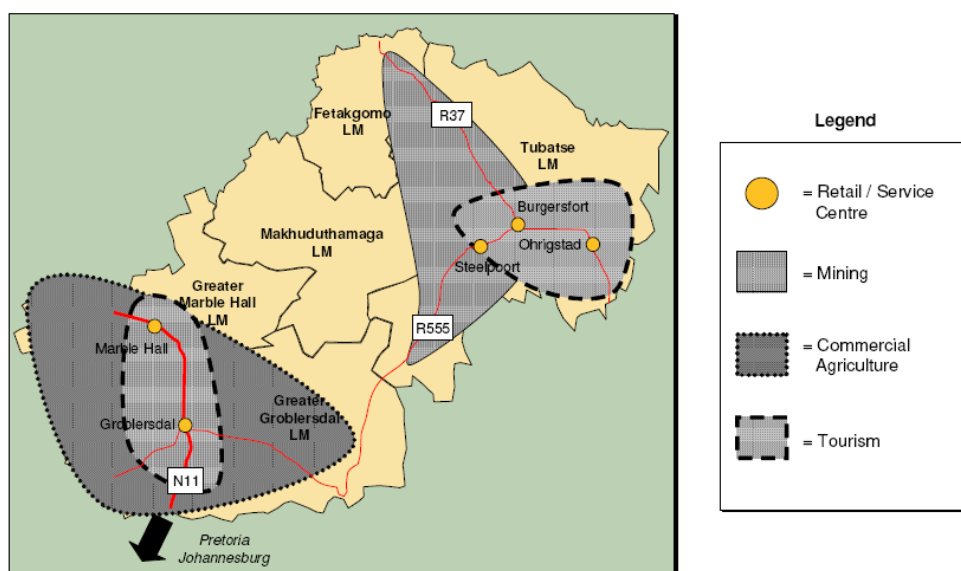 Fetakgomo
LM
R37
Tubatse
LM
Burgersfort
Makhuduthamaga
LM
Ohrigstad
Steelpoort
Greater
Marble Hall
LM
R555
Marble Hall
Greater
Groblersdal
LM
Groblersdal
N11
Pretoria
Johannesburg
Legend
= Retail / Service
Centre
= Mining
= Commercial
Agriculture
= Tourism